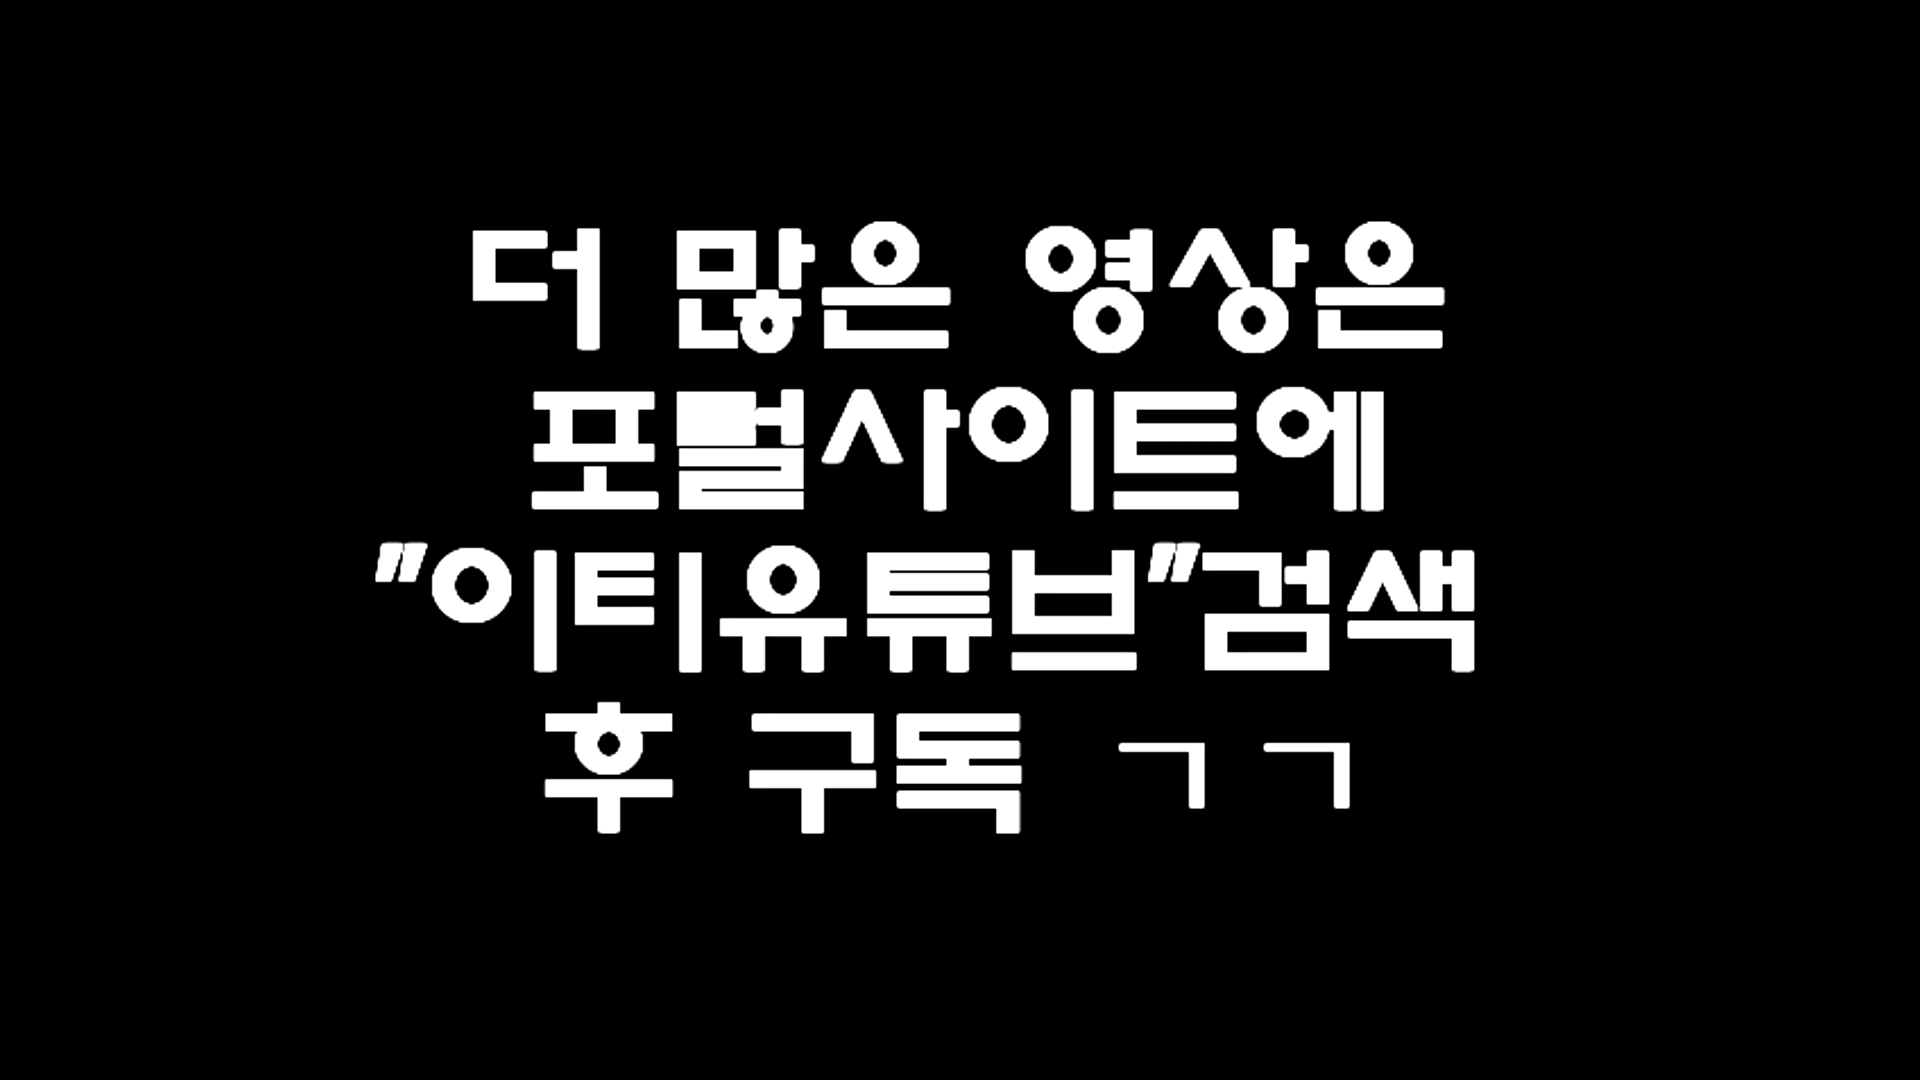 더 많은 영상은
포털사이트에
"이티유튜브"검색
후 구독 ㄱㄱ